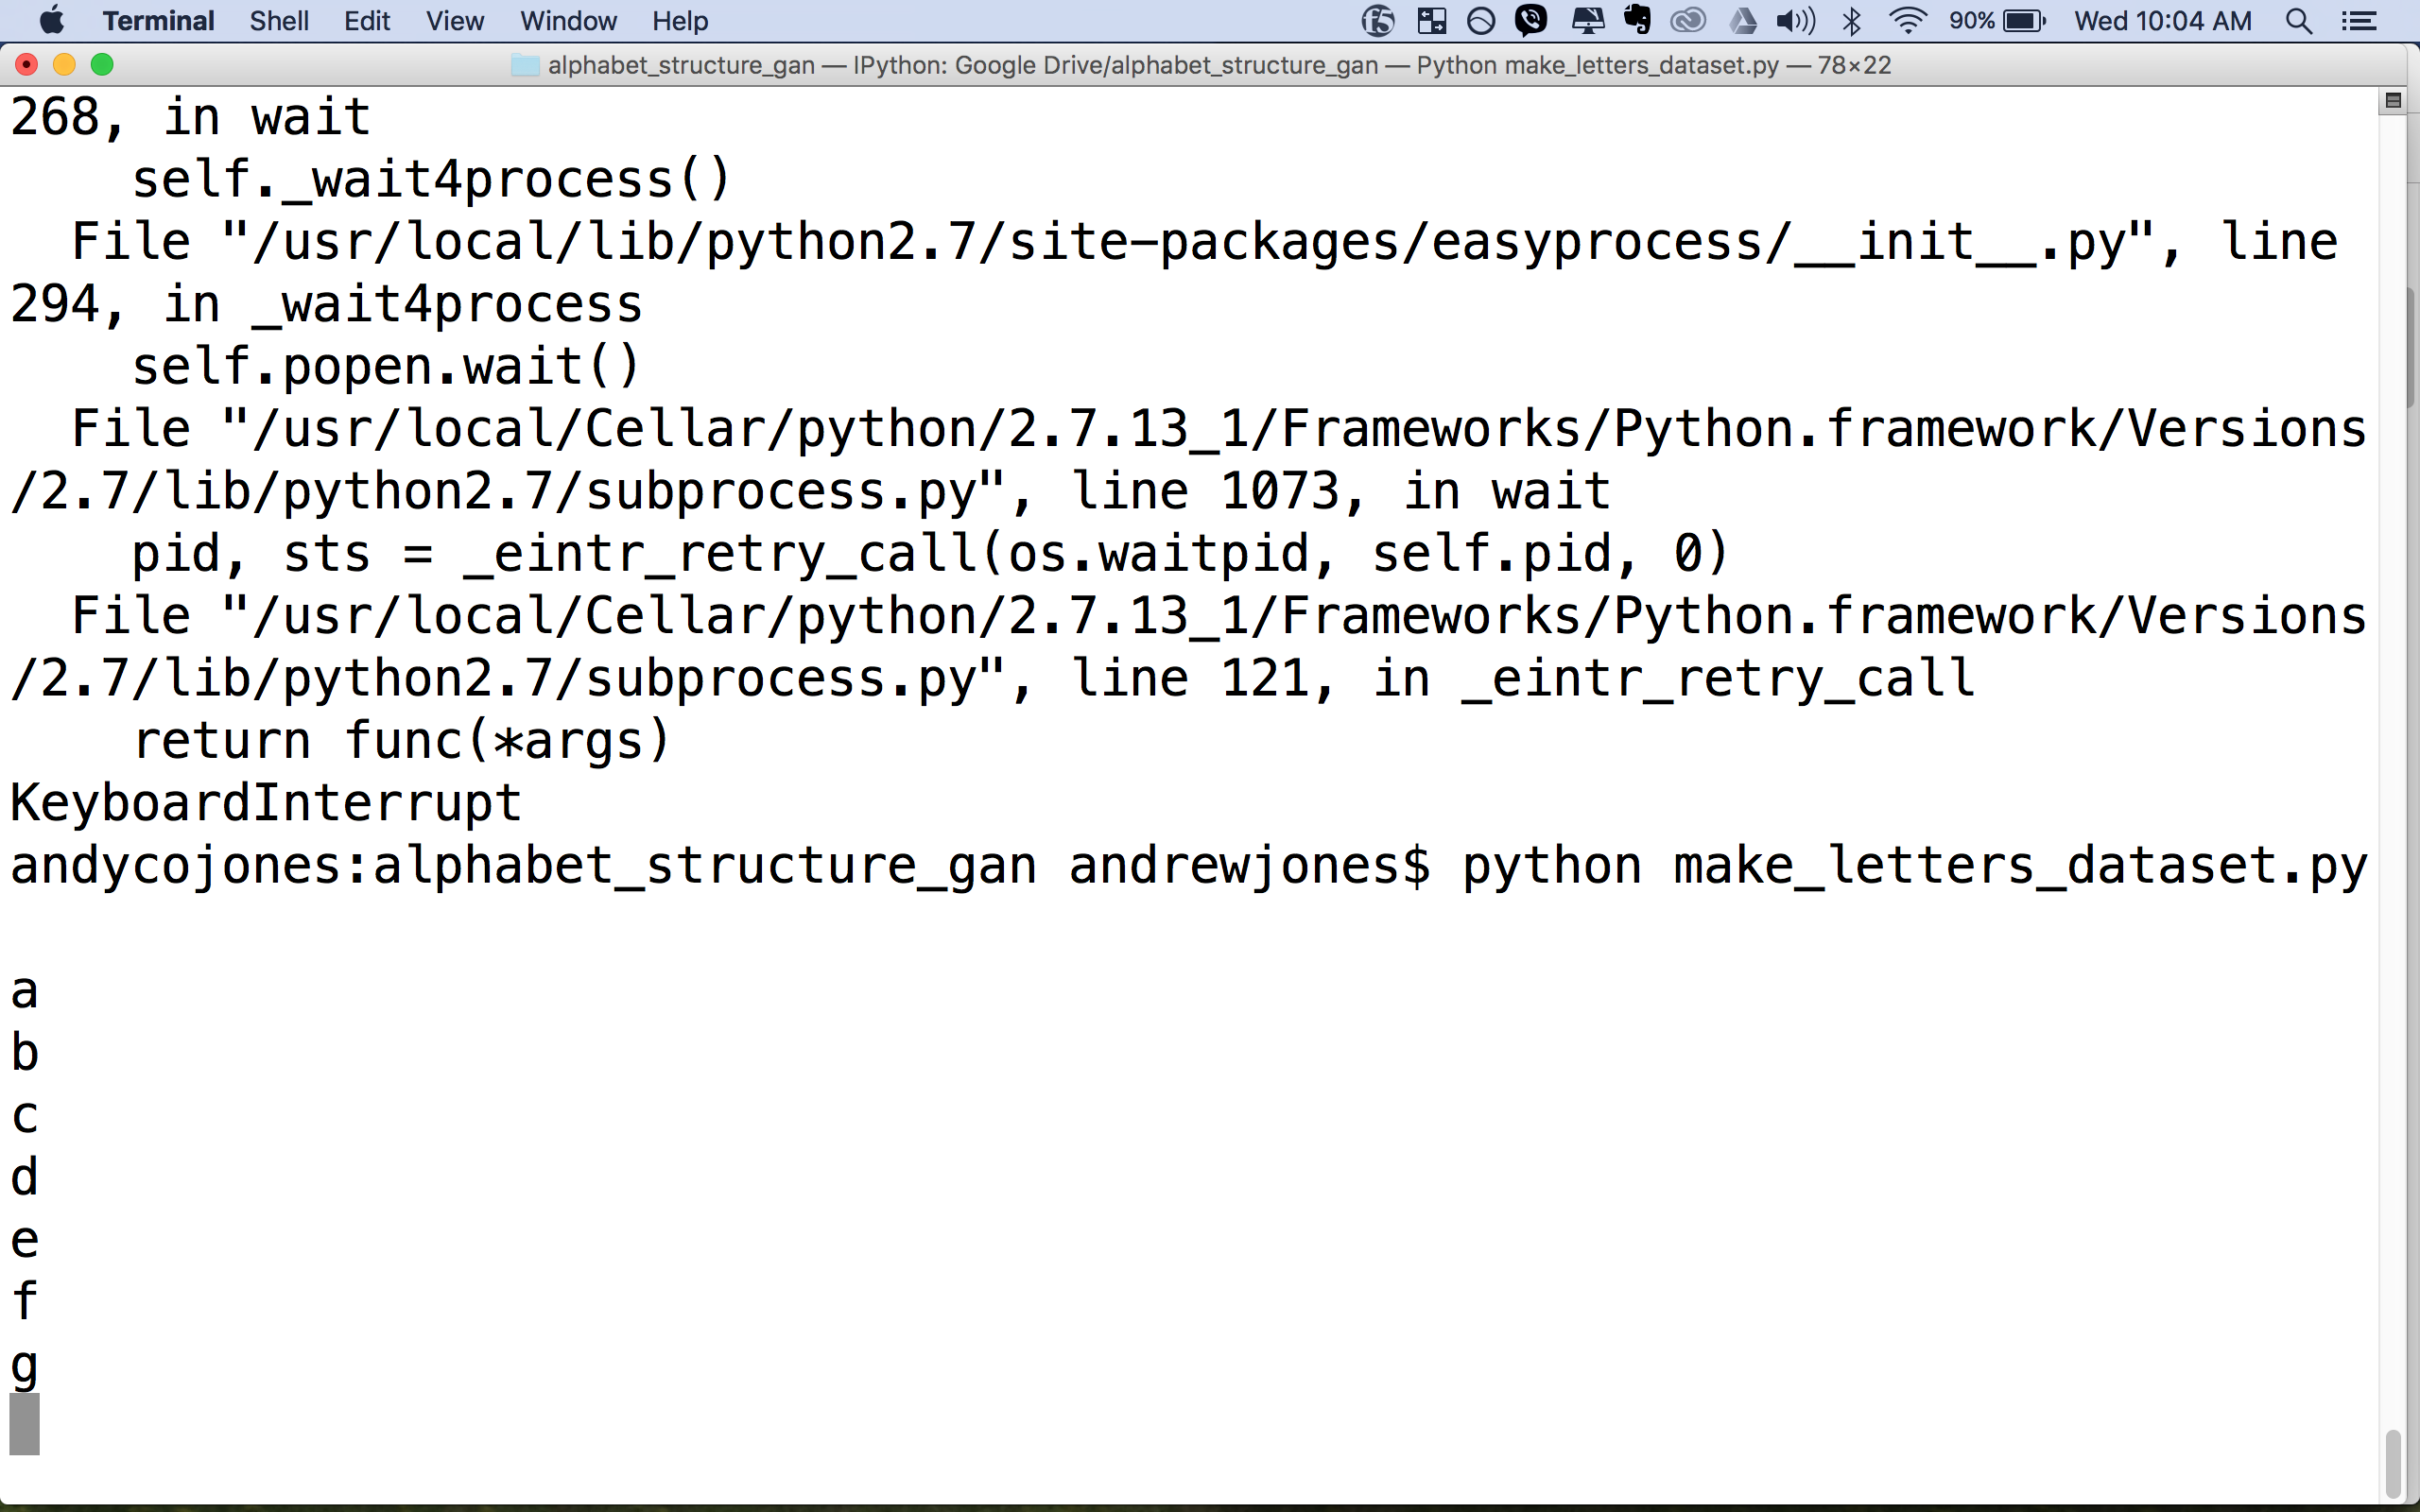 Terminal Shell Edit View Window Help f5 90% Wed 10:04 AM
alphabet_structure_gan — IPython: Google Drive/alphabet_structure_gan — Python make_letters_dataset.py — 78×22
268, in wait
    self._wait4process()
  File "/usr/local/lib/python2.7/site-packages/easyprocess/__init__.py", line
294, in _wait4process
    self.popen.wait()
  File "/usr/local/Cellar/python/2.7.13_1/Frameworks/Python.framework/Versions
/2.7/lib/python2.7/subprocess.py", line 1073, in wait
    pid, sts = _eintr_retry_call(os.waitpid, self.pid, 0)
  File "/usr/local/Cellar/python/2.7.13_1/Frameworks/Python.framework/Versions
/2.7/lib/python2.7/subprocess.py", line 121, in _eintr_retry_call
    return func(*args)
KeyboardInterrupt
andycojones:alphabet_structure_gan andrewjones$ python make_letters_dataset.py
a
b
c
d
e
f
g